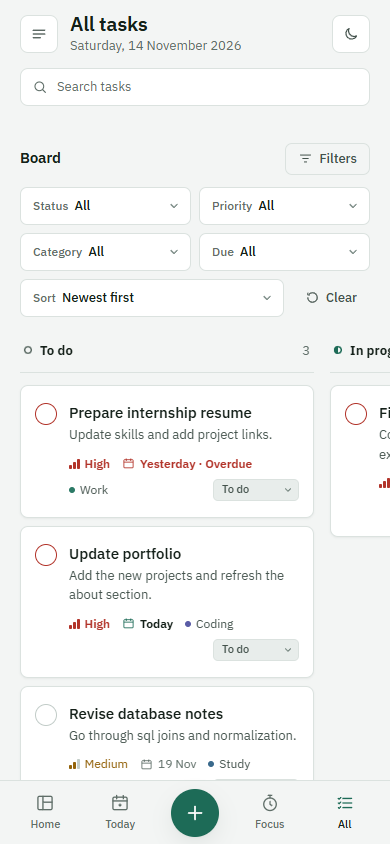 All tasks
Saturday, 14 November 2026
Search tasks
Board
Filters
Status All
Priority All
Category All
Due All
Sort Newest first
Clear
To do 3
Prepare internship resume
Update skills and add project links.
High Yesterday · Overdue
Work To do
Update portfolio
Add the new projects and refresh the
about section.
High Today Coding
To do
Revise database notes
Go through sql joins and normalization.
Medium 19 Nov Study
In prog
Fi
Co
ex
Home
Today
Focus
All